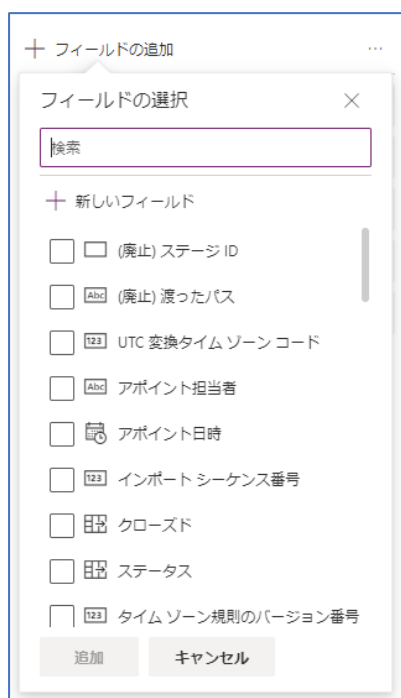 フィールドの追加
フィールドの選択
検索
新しいフィールド
(廃止) ステージ ID
Abc (廃止) 渡ったパス
123 UTC 変換タイム ゾーン コード
Abc アポイント担当者
アポイント日時
123 インポート シーケンス番号
クローズド
ステータス
123 タイム ゾーン規則のバージョン番号
追加 キャンセル